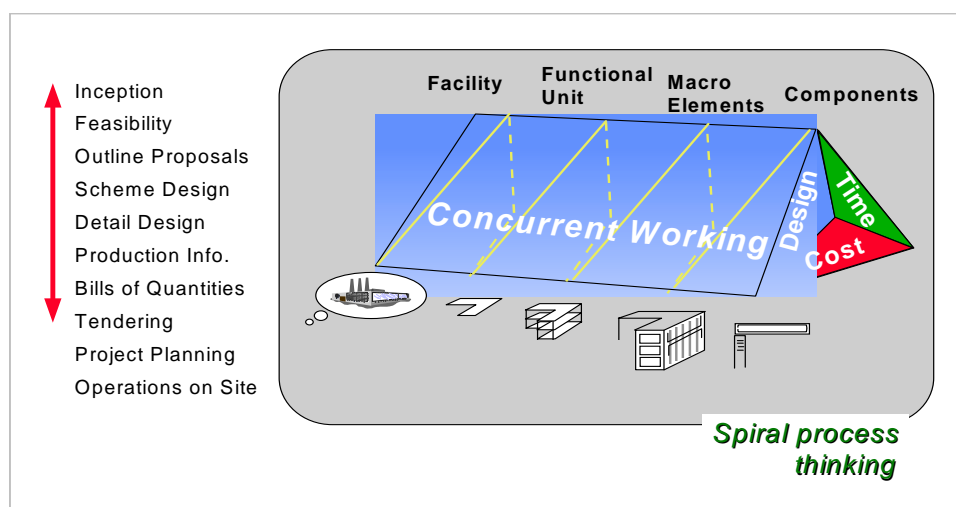 Inception
Feasibility
Outline Proposals
Scheme Design
Detail Design
Production Info.
Bills of Quantities
Tendering
Project Planning
Operations on Site
Facility
Functional
Unit
Macro
Elements
Components
Concurrent Working
Design
Time
Cost
Spiral process
thinking